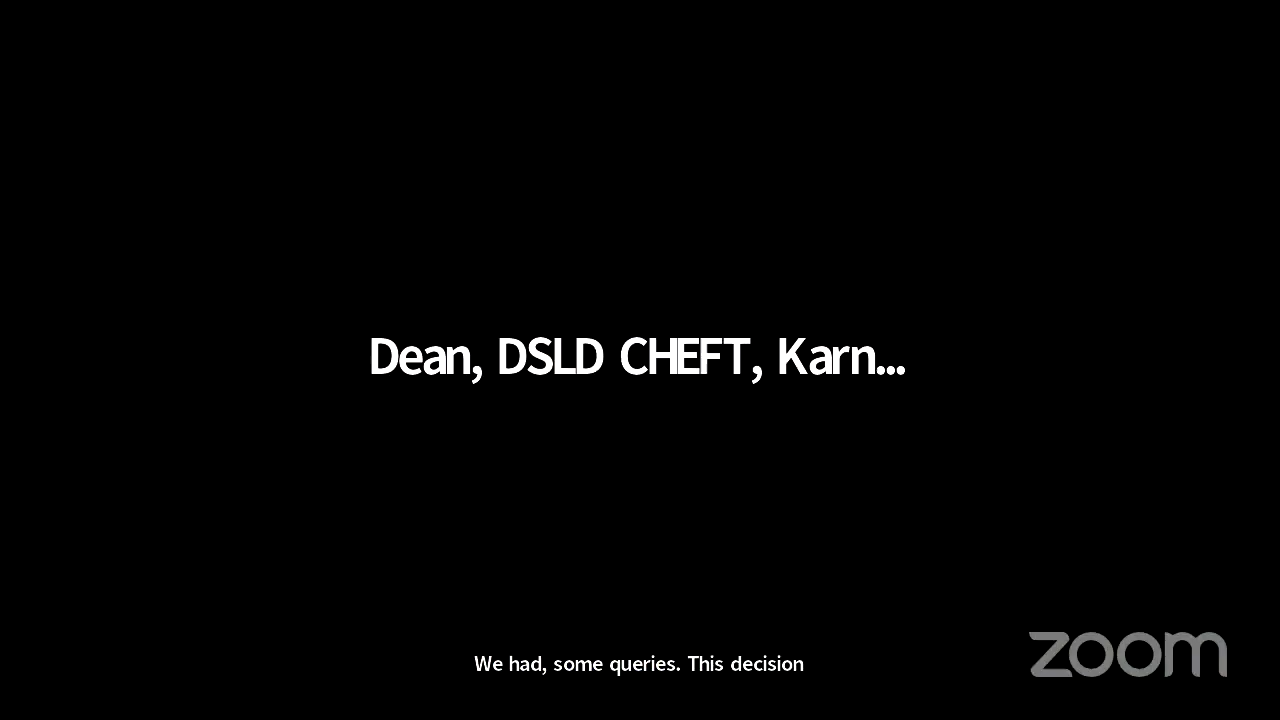 Dean, DSLD CHEFT, Karn...
We had, some queries. This decision
zoom